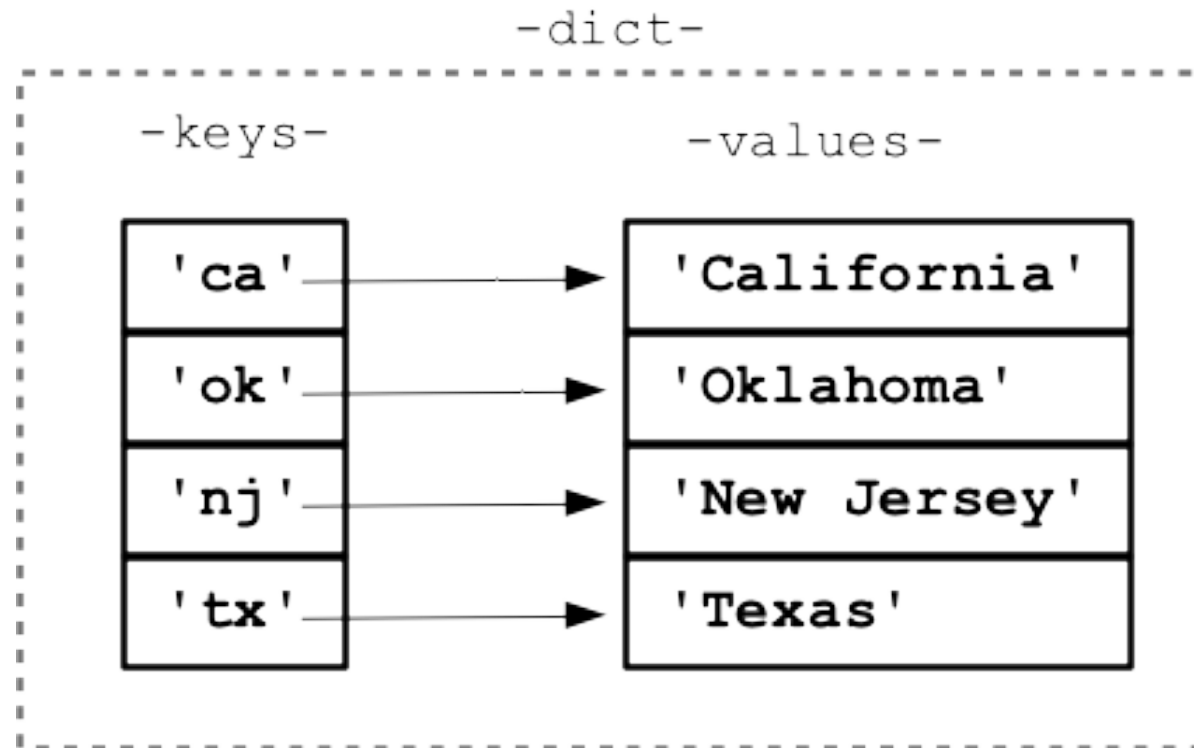 -dict-
-keys- -values-
'ca' 'California'
'ok' 'Oklahoma'
'nj' 'New Jersey'
'tx' 'Texas'